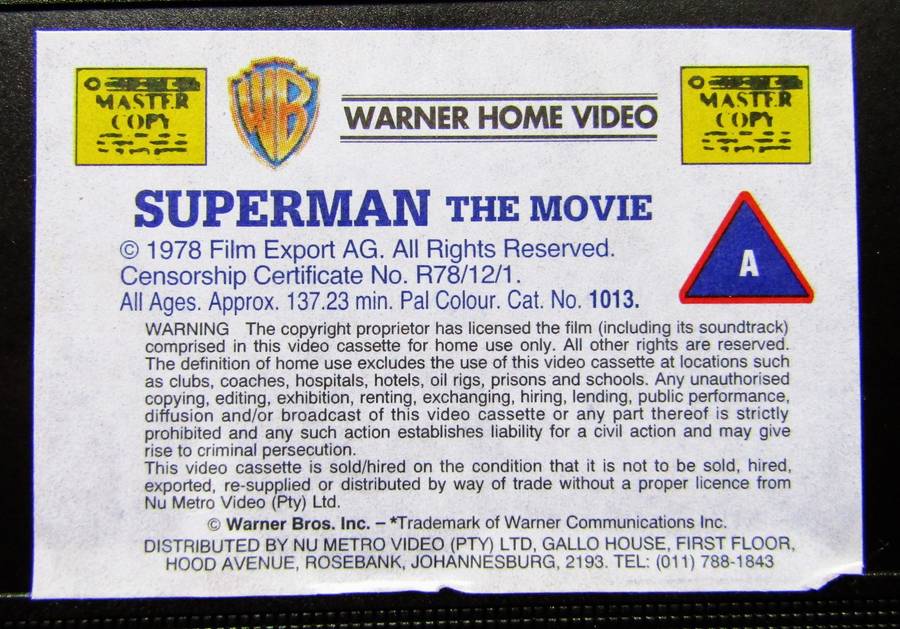 MASTER COPY
WB
WARNER HOME VIDEO
MASTER COPY
SUPERMAN THE MOVIE
© 1978 Film Export AG. All Rights Reserved.
Censorship Certificate No. R78/12/1.
All Ages. Approx. 137.23 min. Pal Colour. Cat. No. 1013.
A
WARNING The copyright proprietor has licensed the film (including its soundtrack)
comprised in this video cassette for home use only. All other rights are reserved.
The definition of home use excludes the use of this video cassette at locations such
as clubs, coaches, hospitals, hotels, oil rigs, prisons and schools. Any unauthorised
copying, editing, exhibition, renting, exchanging, hiring, lending, public performance,
diffusion and/or broadcast of this video cassette or any part thereof is strictly
prohibited and any such action establishes liability for a civil action and may give
rise to criminal persecution.
This video cassette is sold/hired on the condition that it is not to be sold, hired,
exported, re-supplied or distributed by way of trade without a proper licence from
Nu Metro Video (Pty) Ltd.
© Warner Bros. Inc. – *Trademark of Warner Communications Inc.
DISTRIBUTED BY NU METRO VIDEO (PTY) LTD, GALLO HOUSE, FIRST FLOOR,
HOOD AVENUE, ROSEBANK, JOHANNESBURG, 2193. TEL: (011) 788-1843